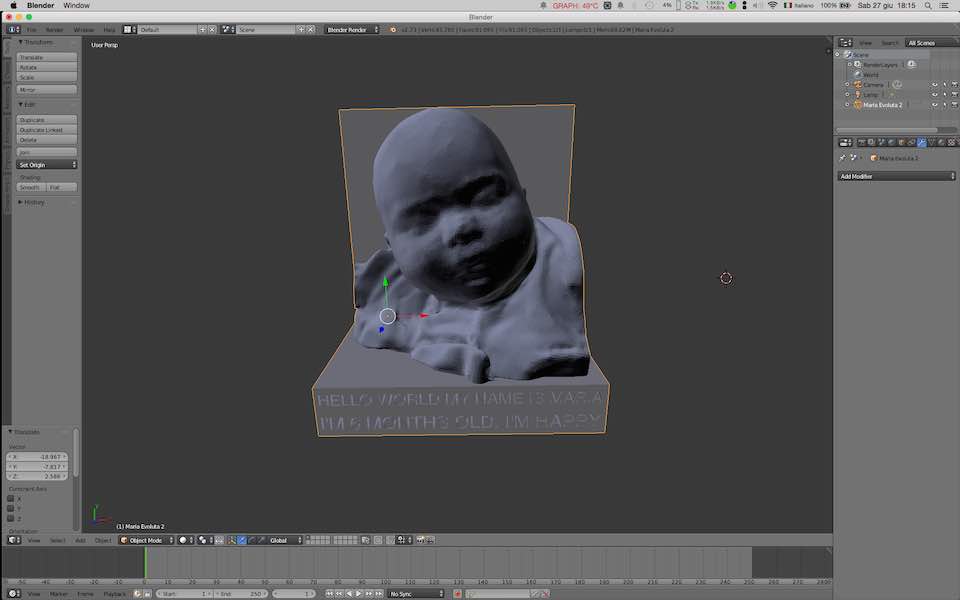 Blender Window
GRAPH: 48°C
4%
Italiano
100%
Sab 27 giu 18:15
Blender
File Render Window Help
Default
Scene
Blender Render
View Search All Scenes
Transform
Translate
Rotate
Scale
Mirror
Edit
Duplicate
Duplicate Linked
Delete
Join
Set Origin
Shading:
Smooth Flat
History
User Persp
Scene
RenderLayers
World
Camera
Lamp
Maria Evoluta 2
Maria Evoluta 2
Add Modifier
HELLO WORLD MY NAME IS
I'M 5 MONTHS OLD, I'M HAPPY
Translate
Vector
X: -18.967
Y: -7.817
Z: 2.586
Constraint Axis
X
Y
Z
Orientation
(1) Maria Evoluta 2
View Select Add Object Object Mode Global
-50 -40 -30 -20 -10 0 10 20 30 40 50 60 70 80 90 100 110 120 130 140 150 160 170 180 190 200 210 220 230 240 250 260 270 280
View Marker Frame Playback Start: 1 End: 250 1 No Sync